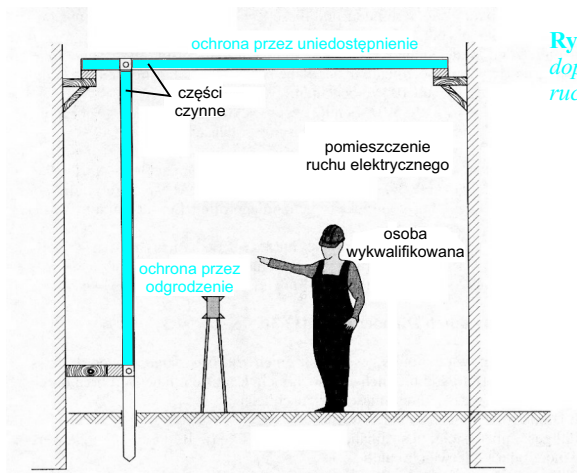 ochrona przez uniedostępnienie
części
czynne
pomieszczenie
ruchu elektrycznego
osoba
wykwalifikowana
ochrona przez
odgrodzenie